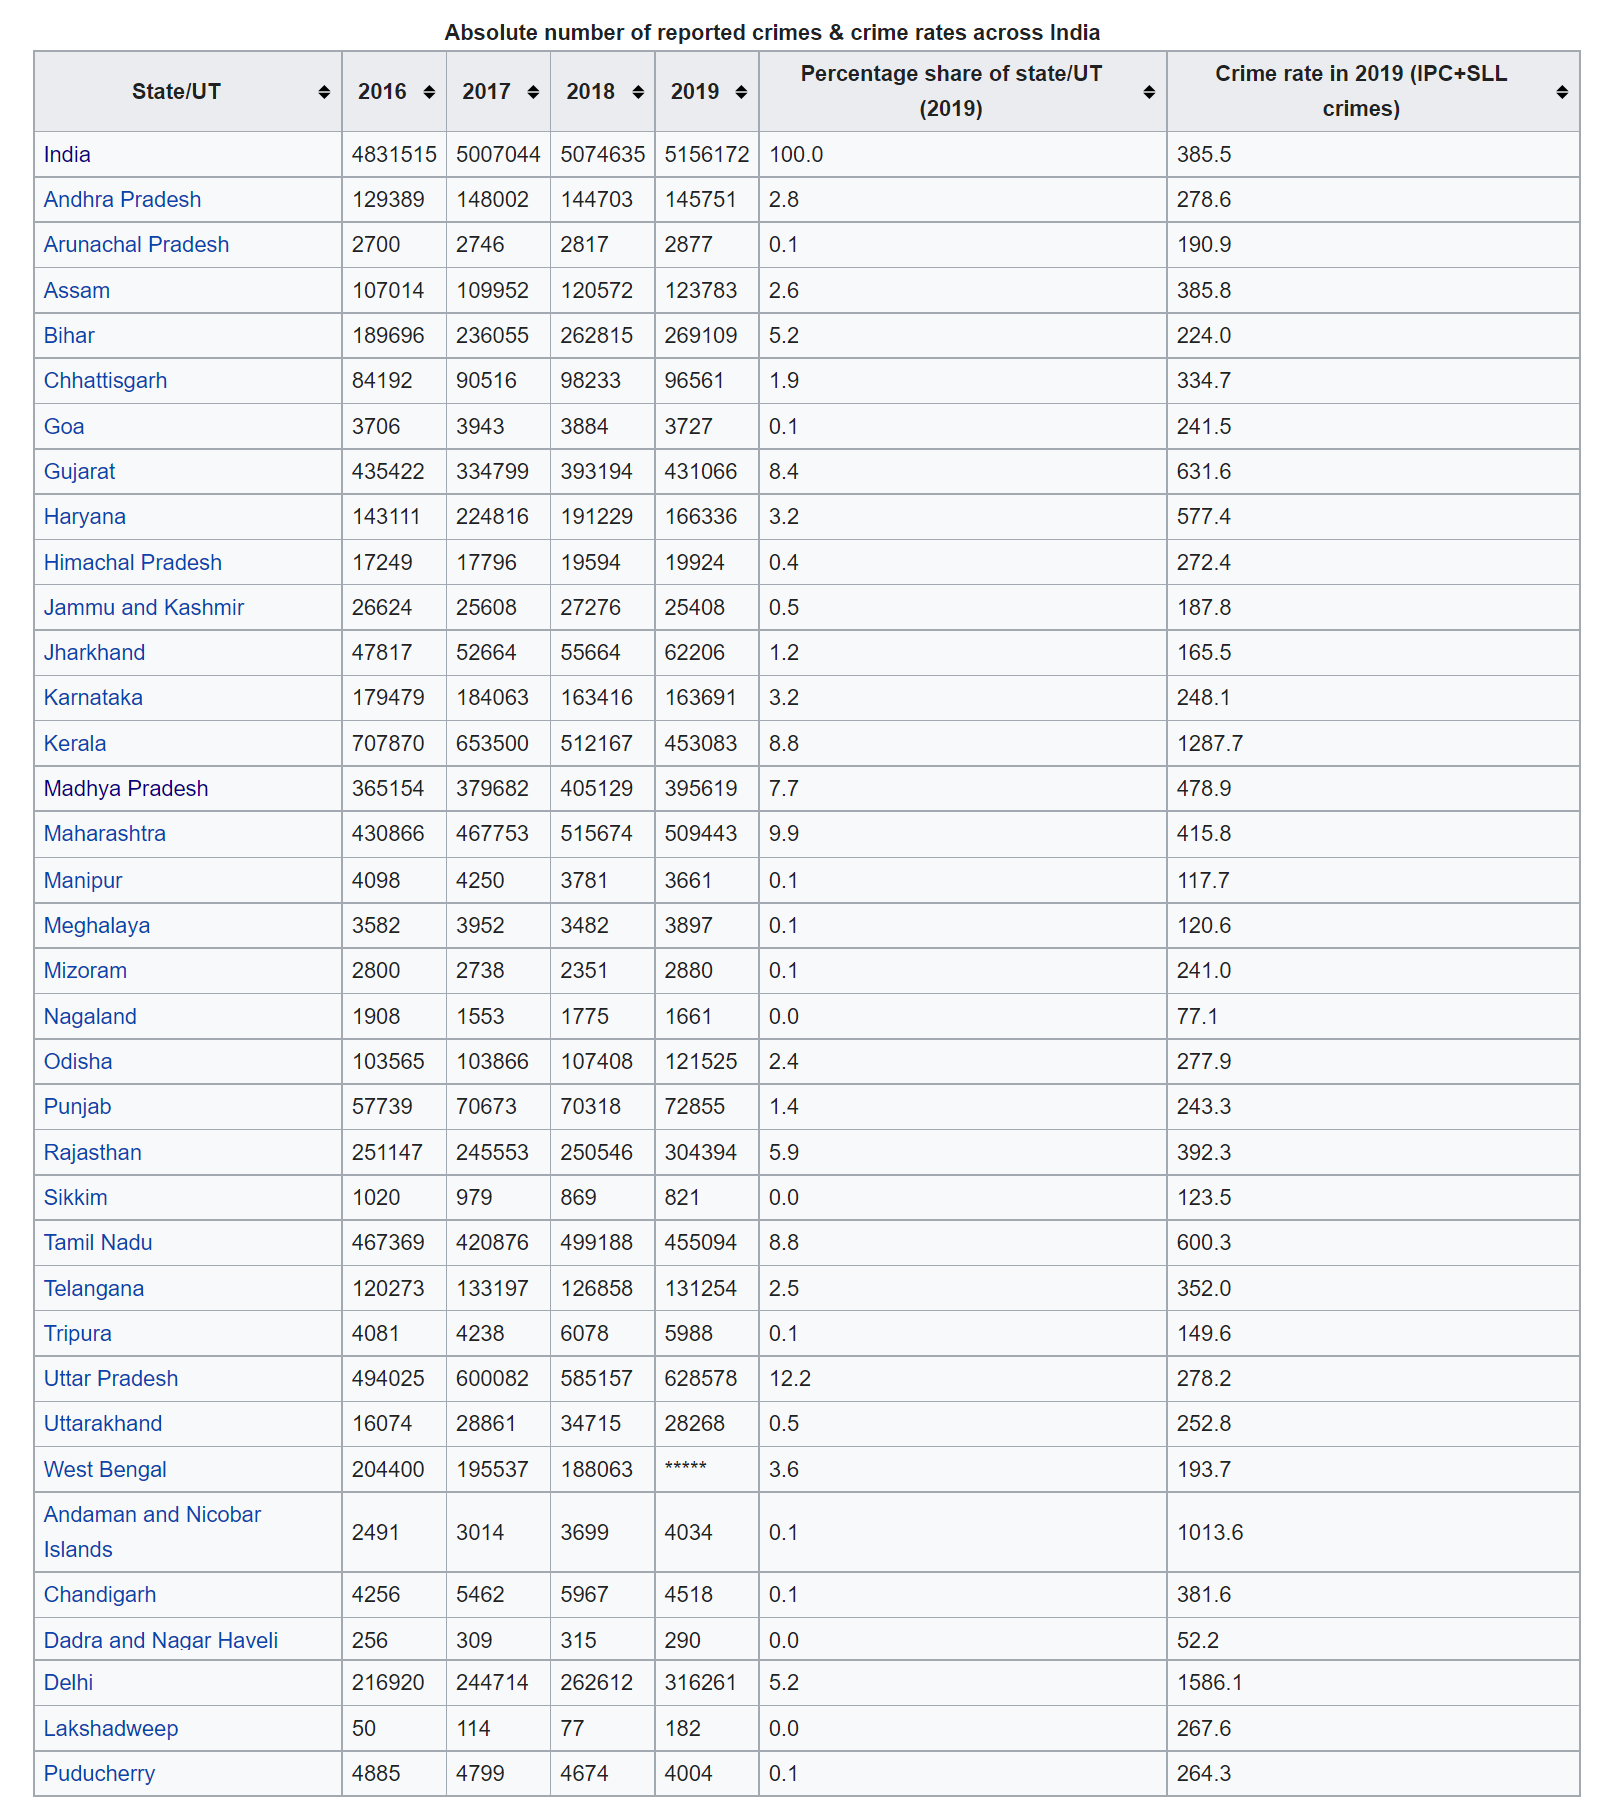 Absolute number of reported crimes & crime rates across India
State/UT 2016 2017 2018 2019 Percentage share of state/UT (2019) Crime rate in 2019 (IPC+SLL crimes)
India 4831515 5007044 5074635 5156172 100.0 385.5
Andhra Pradesh 129389 148002 144703 145751 2.8 278.6
Arunachal Pradesh 2700 2746 2817 2877 0.1 190.9
Assam 107014 109952 120572 123783 2.6 385.8
Bihar 189696 236055 262815 269109 5.2 224.0
Chhattisgarh 84192 90516 98233 96561 1.9 334.7
Goa 3706 3943 3884 3727 0.1 241.5
Gujarat 435422 334799 393194 431066 8.4 631.6
Haryana 143111 224816 191229 166336 3.2 577.4
Himachal Pradesh 17249 17796 19594 19924 0.4 272.4
Jammu and Kashmir 26624 25608 27276 25408 0.5 187.8
Jharkhand 47817 52664 55664 62206 1.2 165.5
Karnataka 179479 184063 163416 163691 3.2 248.1
Kerala 707870 653500 512167 453083 8.8 1287.7
Madhya Pradesh 365154 379682 405129 395619 7.7 478.9
Maharashtra 430866 467753 515674 509443 9.9 415.8
Manipur 4098 4250 3781 3661 0.1 117.7
Meghalaya 3582 3952 3482 3897 0.1 120.6
Mizoram 2800 2738 2351 2880 0.1 241.0
Nagaland 1908 1553 1775 1661 0.0 77.1
Odisha 103565 103866 107408 121525 2.4 277.9
Punjab 57739 70673 70318 72855 1.4 243.3
Rajasthan 251147 245553 250546 304394 5.9 392.3
Sikkim 1020 979 869 821 0.0 123.5
Tamil Nadu 467369 420876 499188 455094 8.8 600.3
Telangana 120273 133197 126858 131254 2.5 352.0
Tripura 4081 4238 6078 5988 0.1 149.6
Uttar Pradesh 494025 600082 585157 628578 12.2 278.2
Uttarakhand 16074 28861 34715 28268 0.5 252.8
West Bengal 204400 195537 188063 ***** 3.6 193.7
Andaman and Nicobar Islands 2491 3014 3699 4034 0.1 1013.6
Chandigarh 4256 5462 5967 4518 0.1 381.6
Dadra and Nagar Haveli 256 309 315 290 0.0 52.2
Delhi 216920 244714 262612 316261 5.2 1586.1
Lakshadweep 50 114 77 182 0.0 267.6
Puducherry 4885 4799 4674 4004 0.1 264.3